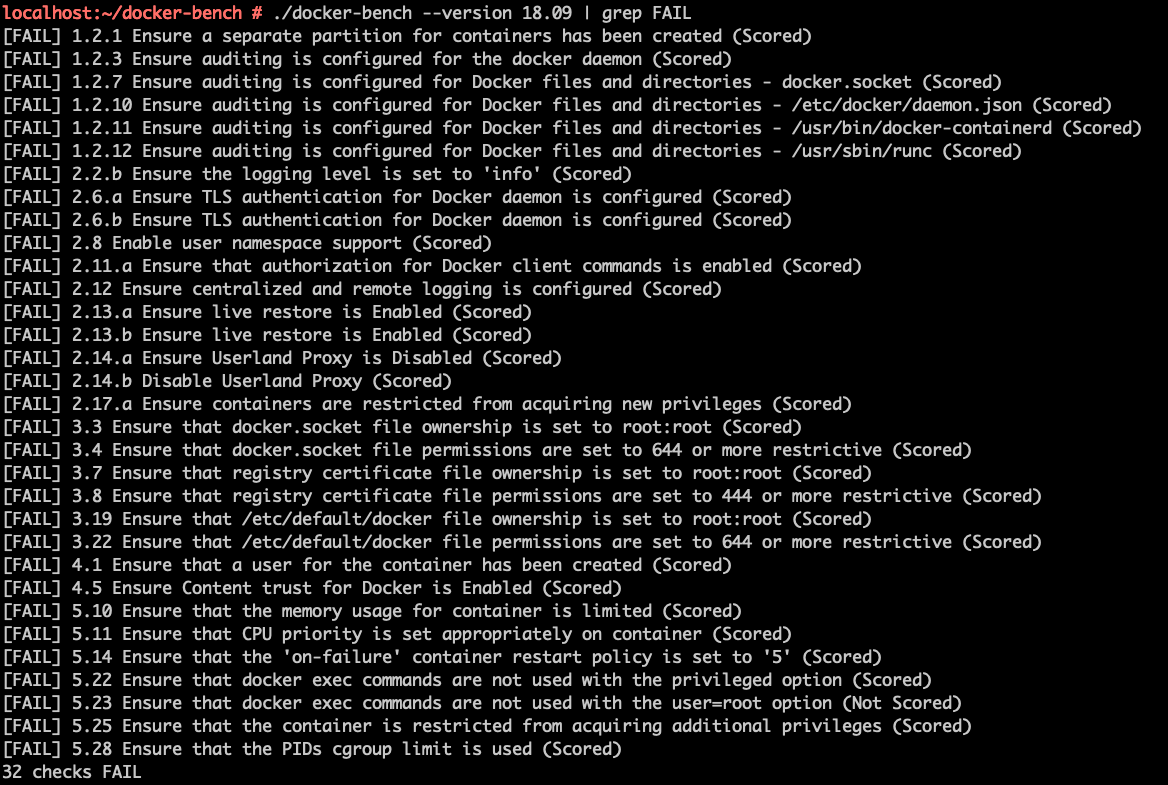 localhost:~/docker-bench # ./docker-bench --version 18.09 | grep FAIL
[FAIL] 1.2.1 Ensure a separate partition for containers has been created (Scored)
[FAIL] 1.2.3 Ensure auditing is configured for the docker daemon (Scored)
[FAIL] 1.2.7 Ensure auditing is configured for Docker files and directories - docker.socket (Scored)
[FAIL] 1.2.10 Ensure auditing is configured for Docker files and directories - /etc/docker/daemon.json (Scored)
[FAIL] 1.2.11 Ensure auditing is configured for Docker files and directories - /usr/bin/docker-containerd (Scored)
[FAIL] 1.2.12 Ensure auditing is configured for Docker files and directories - /usr/sbin/runc (Scored)
[FAIL] 2.2.b Ensure the logging level is set to 'info' (Scored)
[FAIL] 2.6.a Ensure TLS authentication for Docker daemon is configured (Scored)
[FAIL] 2.6.b Ensure TLS authentication for Docker daemon is configured (Scored)
[FAIL] 2.8 Enable user namespace support (Scored)
[FAIL] 2.11.a Ensure that authorization for Docker client commands is enabled (Scored)
[FAIL] 2.12 Ensure centralized and remote logging is configured (Scored)
[FAIL] 2.13.a Ensure live restore is Enabled (Scored)
[FAIL] 2.13.b Ensure live restore is Enabled (Scored)
[FAIL] 2.14.a Ensure Userland Proxy is Disabled (Scored)
[FAIL] 2.14.b Disable Userland Proxy (Scored)
[FAIL] 2.17.a Ensure containers are restricted from acquiring new privileges (Scored)
[FAIL] 3.3 Ensure that docker.socket file ownership is set to root:root (Scored)
[FAIL] 3.4 Ensure that docker.socket file permissions are set to 644 or more restrictive (Scored)
[FAIL] 3.7 Ensure that registry certificate file ownership is set to root:root (Scored)
[FAIL] 3.8 Ensure that registry certificate file permissions are set to 444 or more restrictive (Scored)
[FAIL] 3.19 Ensure that /etc/default/docker file ownership is set to root:root (Scored)
[FAIL] 3.22 Ensure that /etc/default/docker file permissions are set to 644 or more restrictive (Scored)
[FAIL] 4.1 Ensure that a user for the container has been created (Scored)
[FAIL] 4.5 Ensure Content trust for Docker is Enabled (Scored)
[FAIL] 5.10 Ensure that the memory usage for container is limited (Scored)
[FAIL] 5.11 Ensure that CPU priority is set appropriately on container (Scored)
[FAIL] 5.14 Ensure that the 'on-failure' container restart policy is set to '5' (Scored)
[FAIL] 5.22 Ensure that docker exec commands are not used with the privileged option (Scored)
[FAIL] 5.23 Ensure that docker exec commands are not used with the user=root option (Not Scored)
[FAIL] 5.25 Ensure that the container is restricted from acquiring additional privileges (Scored)
[FAIL] 5.28 Ensure that the PIDs cgroup limit is used (Scored)
32 checks FAIL